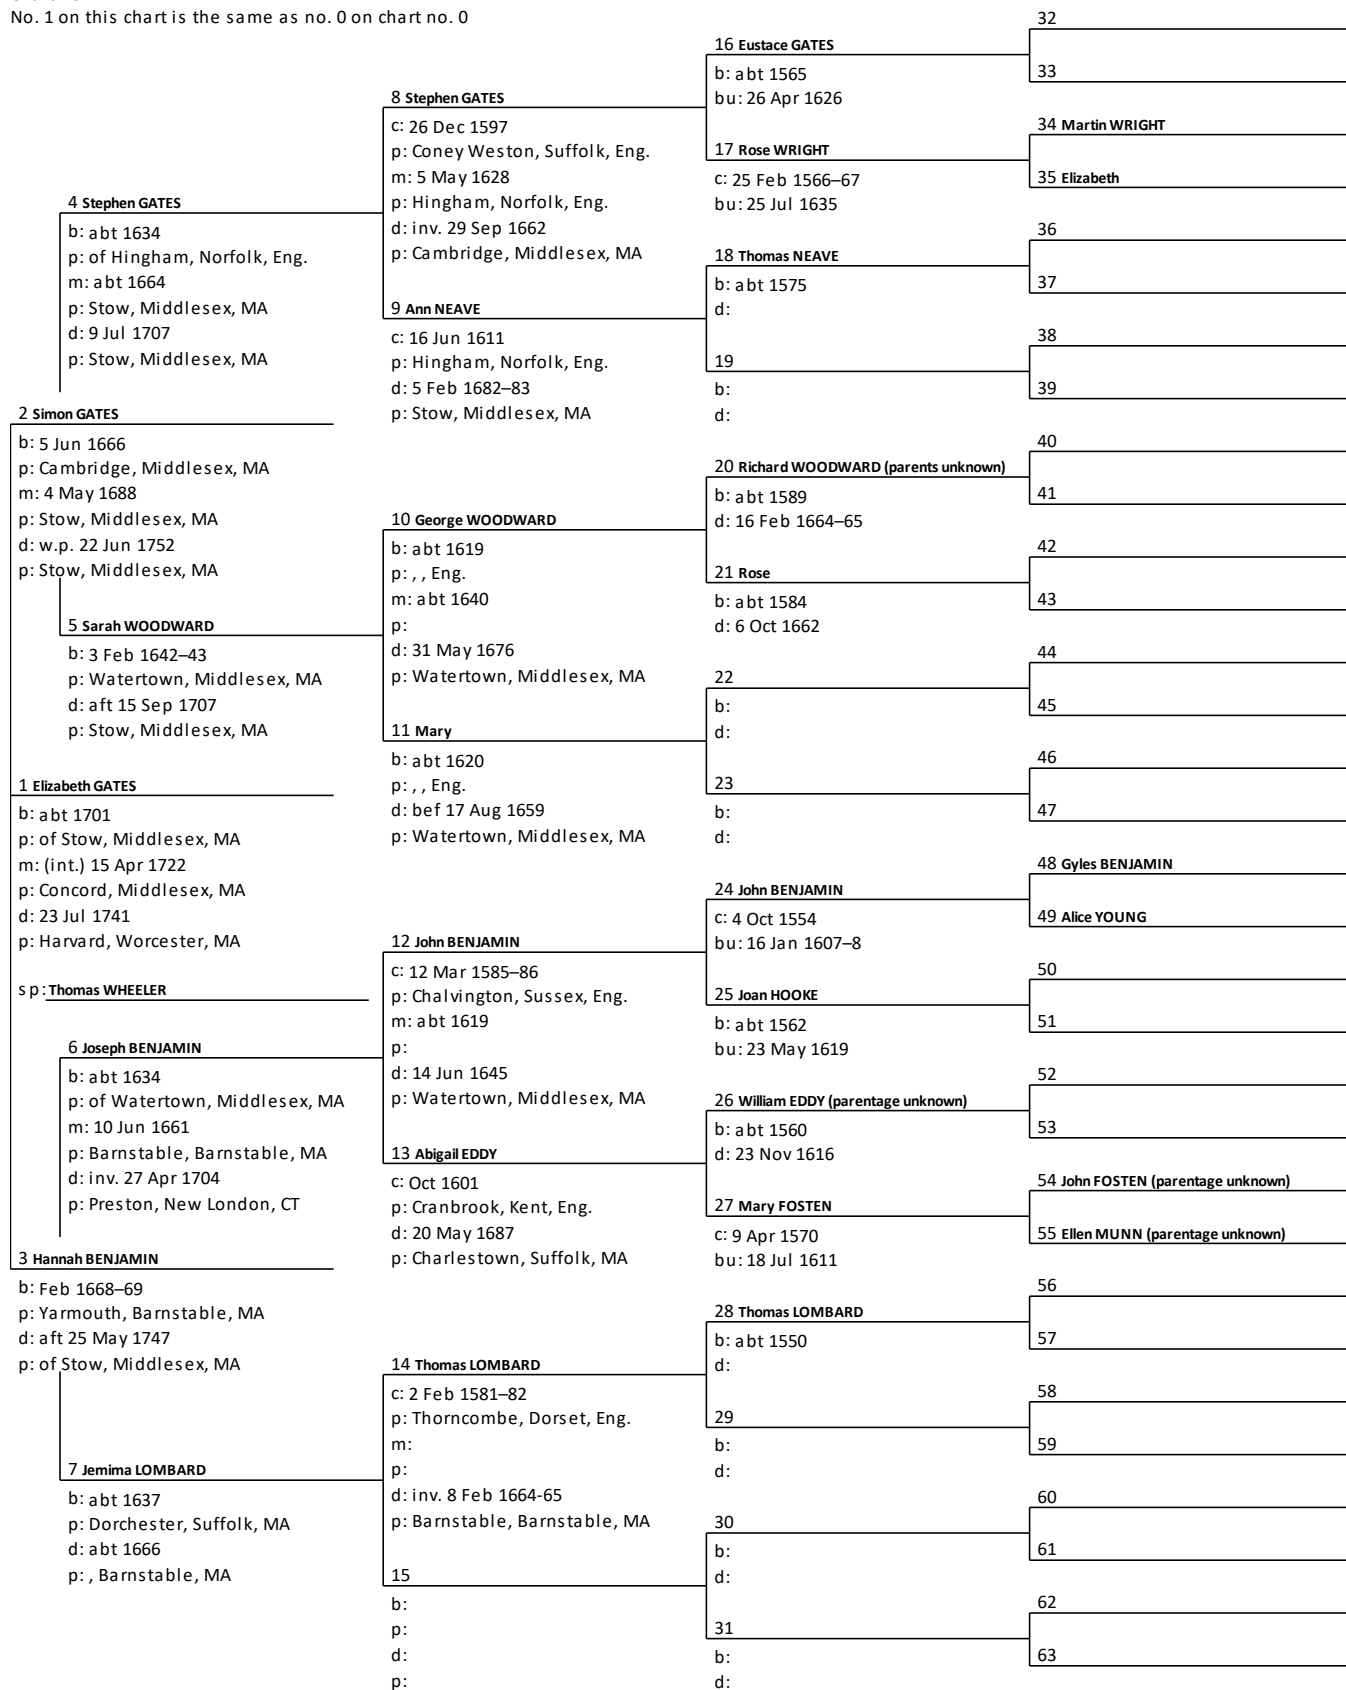 No. 1 on this chart is the same as no. 0 on chart no. 0
2 Simon GATES
b: 5 Jun 1666
p: Cambridge, Middlesex, MA
m: 4 May 1688
p: Stow, Middlesex, MA
d: w.p. 22 Jun 1752
p: Stow, Middlesex, MA
1 Elizabeth GATES
b: abt 1701
p: of Stow, Middlesex, MA
m: (int.) 15 Apr 1722
p: Concord, Middlesex, MA
d: 23 Jul 1741
p: Harvard, Worcester, MA
sp: Thomas WHEELER
3 Hannah BENJAMIN
b: Feb 1668–69
p: Yarmouth, Barnstable, MA
d: aft 25 May 1747
p: of Stow, Middlesex, MA
4 Stephen GATES
b: abt 1634
p: of Hingham, Norfolk, Eng.
m: abt 1664
p: Stow, Middlesex, MA
d: 9 Jul 1707
p: Stow, Middlesex, MA
5 Sarah WOODWARD
b: 3 Feb 1642–43
p: Watertown, Middlesex, MA
d: aft 15 Sep 1707
p: Stow, Middlesex, MA
6 Joseph BENJAMIN
b: abt 1634
p: of Watertown, Middlesex, MA
m: 10 Jun 1661
p: Barnstable, Barnstable, MA
d: inv. 27 Apr 1704
p: Preston, New London, CT
7 Jemima LOMBARD
b: abt 1637
p: Dorchester, Suffolk, MA
d: abt 1666
p: , Barnstable, MA
8 Stephen GATES
c: 26 Dec 1597
p: Coney Weston, Suffolk, Eng.
m: 5 May 1628
p: Hingham, Norfolk, Eng.
d: inv. 29 Sep 1662
p: Cambridge, Middlesex, MA
9 Ann NEAVE
c: 16 Jun 1611
p: Hingham, Norfolk, Eng.
d: 5 Feb 1682–83
p: Stow, Middlesex, MA
10 George WOODWARD
b: abt 1619
p: , , Eng.
m: abt 1640
p:
d: 31 May 1676
p: Watertown, Middlesex, MA
11 Mary
b: abt 1620
p: , , Eng.
d: bef 17 Aug 1659
p: Watertown, Middlesex, MA
12 John BENJAMIN
c: 12 Mar 1585–86
p: Chalvington, Sussex, Eng.
m: abt 1619
p:
d: 14 Jun 1645
p: Watertown, Middlesex, MA
13 Abigail EDDY
c: Oct 1601
p: Cranbrook, Kent, Eng.
d: 20 May 1687
p: Charlestown, Suffolk, MA
14 Thomas LOMBARD
c: 2 Feb 1581–82
p: Thorncombe, Dorset, Eng.
m:
p:
d: inv. 8 Feb 1664-65
p: Barnstable, Barnstable, MA
15
b:
p:
d:
p:
16 Eustace GATES
b: abt 1565
bu: 26 Apr 1626
17 Rose WRIGHT
c: 25 Feb 1566–67
bu: 25 Jul 1635
18 Thomas NEAVE
b: abt 1575
d:
19
b:
d:
20 Richard WOODWARD (parents unknown)
b: abt 1589
d: 16 Feb 1664–65
21 Rose
b: abt 1584
d: 6 Oct 1662
22
b:
d:
23
b:
d:
24 John BENJAMIN
c: 4 Oct 1554
bu: 16 Jan 1607–8
25 Joan HOOKE
b: abt 1562
bu: 23 May 1619
26 William EDDY (parentage unknown)
b: abt 1560
d: 23 Nov 1616
27 Mary FOSTEN
c: 9 Apr 1570
bu: 18 Jul 1611
28 Thomas LOMBARD
b: abt 1550
d:
29
b:
d:
30
b:
d:
31
b:
d:
32
33
34 Martin WRIGHT
35 Elizabeth
36
37
38
39
40
41
42
43
44
45
46
47
48 Gyles BENJAMIN
49 Alice YOUNG
50
51
52
53
54 John FOSTEN (parentage unknown)
55 Ellen MUNN (parentage unknown)
56
57
58
59
60
61
62
63